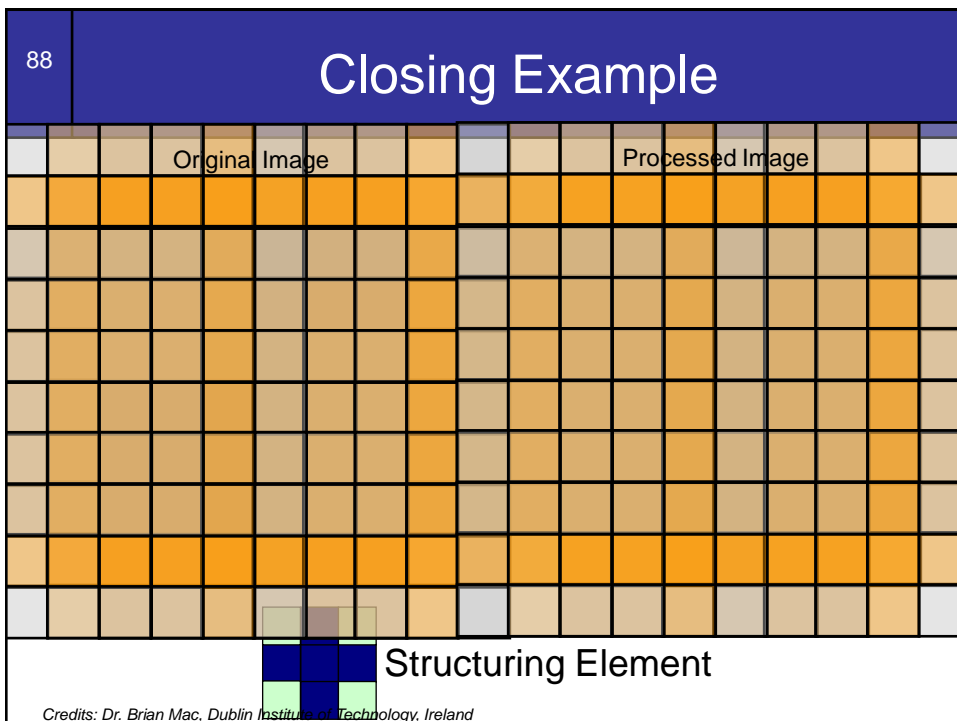 88
Closing Example
Original Image
Processed Image
Structuring Element
Credits: Dr. Brian Mac, Dublin Institute of Technology, Ireland